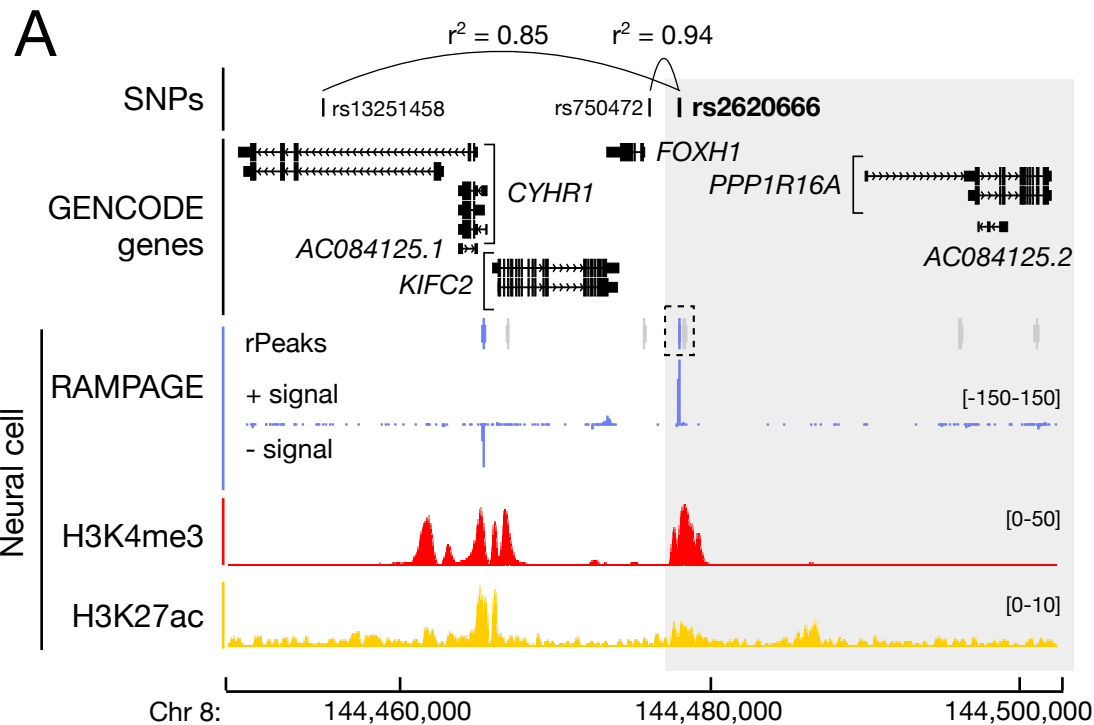 A
r² = 0.85
r² = 0.94
SNPs
rs13251458
rs750472
rs2620666
GENCODE
genes
CYHR1
FOXH1
PPP1R16A
AC084125.1
KIFC2
AC084125.2
Neural cell
rPeaks
RAMPAGE
+ signal
[-150-150]
- signal
H3K4me3
[0-50]
H3K27ac
[0-10]
Chr 8:
144,460,000
144,480,000
144,500,000